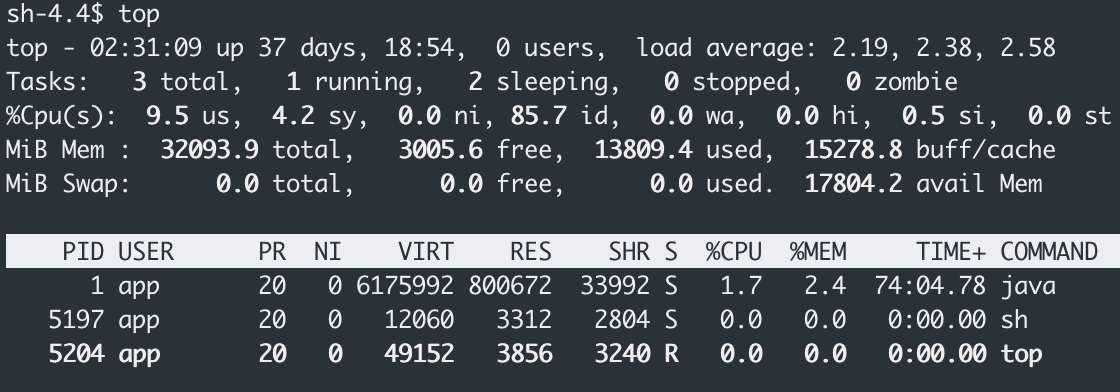 sh-4.4$ top
top - 02:31:09 up 37 days, 18:54,  0 users,  load average: 2.19, 2.38, 2.58
Tasks:   3 total,   1 running,   2 sleeping,   0 stopped,   0 zombie
%Cpu(s):  9.5 us,  4.2 sy,  0.0 ni, 85.7 id,  0.0 wa,  0.0 hi,  0.5 si,  0.0 st
MiB Mem :  32093.9 total,   3005.6 free,  13809.4 used,  15278.8 buff/cache
MiB Swap:      0.0 total,      0.0 free,      0.0 used.  17804.2 avail Mem
    PID USER      PR  NI    VIRT    RES    SHR S  %CPU  %MEM     TIME+ COMMAND
      1 app       20   0 6175992 800672  33992 S   1.7   2.4  74:04.78 java
   5197 app       20   0   12060   3312   2804 S   0.0   0.0   0:00.00 sh
   5204 app       20   0   49152   3856   3240 R   0.0   0.0   0:00.00 top